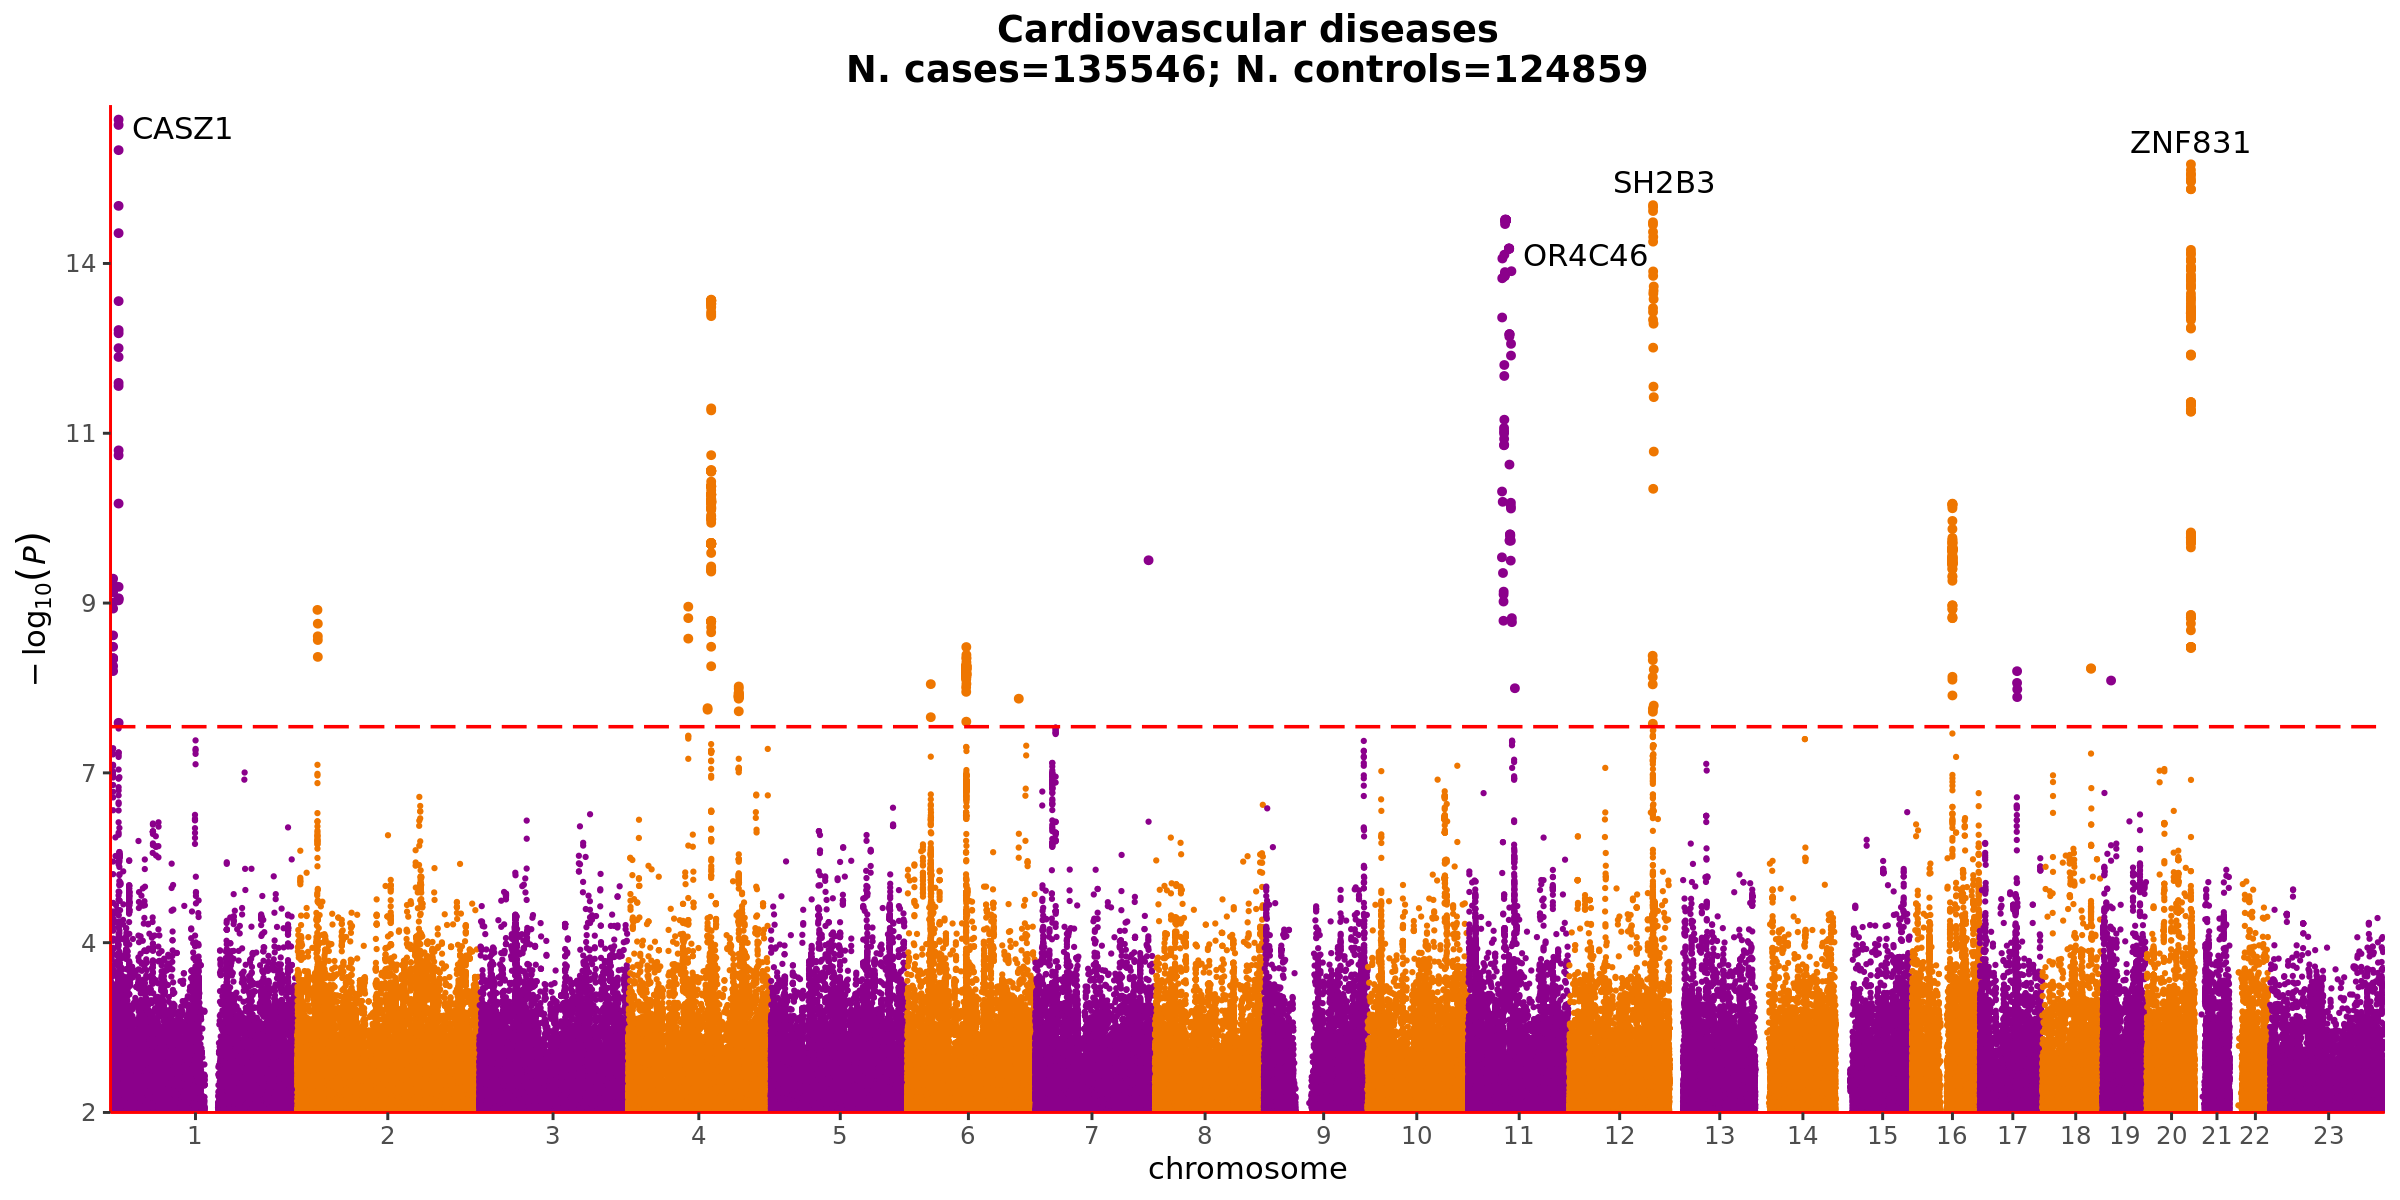 Cardiovascular diseases
N. cases=135546; N. controls=124859
CASZ1
ZNF831
SH2B3
OR4C46
14
11
9
7
4
2
− log10(P)
1 2 3 4 5 6 7 8 9 10 11 12 13 14 15 16 17 18 19 20 21 22 23
chromosome